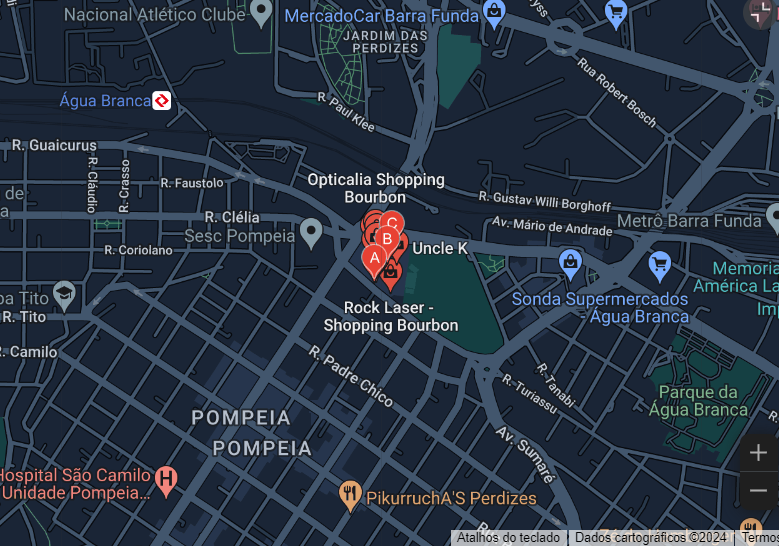 Nacional Atlético Clube
MercadoCar Barra Funda
JARDIM DAS
PERDIZES
Rua Robert Bosch
Água Branca
R. Paul Klee
R. Guaicurus
R. Cláudio
R. Crasso
R. Faustolo
Opticalia Shopping
Bourbon
de
R. Clélia
R. Gustav Willi Borghoff
Av. Mário de Andrade
Metrô Barra Funda
Sesc Pompeia
R. Coriolano
C
B
A
Uncle K
Memoria
América La
Tito
R. Tito
Sonda Supermercados
- Água Branca
Rock Laser -
Shopping Bourbon
R. Camilo
R. Padre Chico
R. Turiassu
R. Tanabi
Parque da
Água Branca
POMPEIA
POMPEIA
Av. Sumaré
Hospital São Camilo
Unidade Pompeia...
H
PikurruchA'S Perdizes
+
−
Atalhos do teclado
Dados cartográficos ©2024
Termos